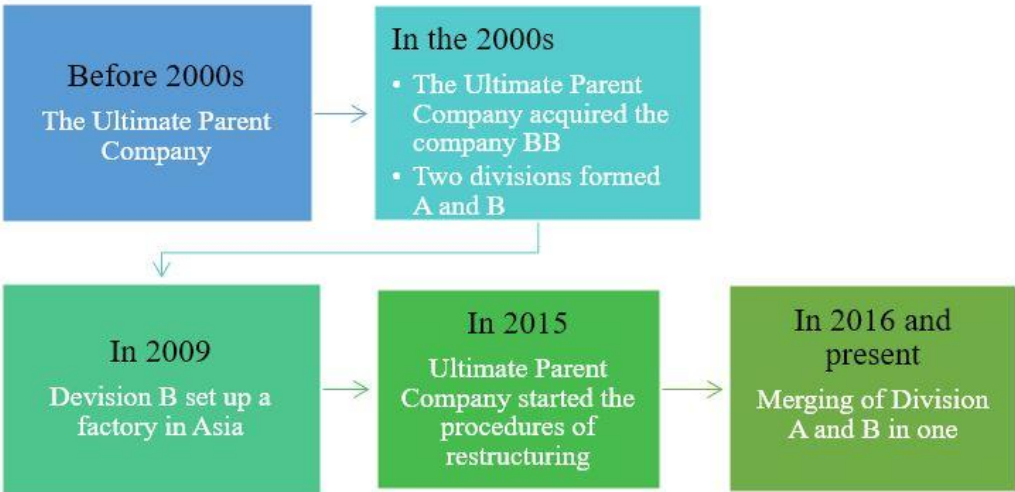 Before 2000s
The Ultimate Parent
Company
In the 2000s
• The Ultimate Parent
Company acquired the
company BB
• Two divisions formed
A and B
In 2009
Devision B set up a
factory in Asia
In 2015
Ultimate Parent
Company started the
procedures of
restructuring
In 2016 and
present
Merging of Division
A and B in one